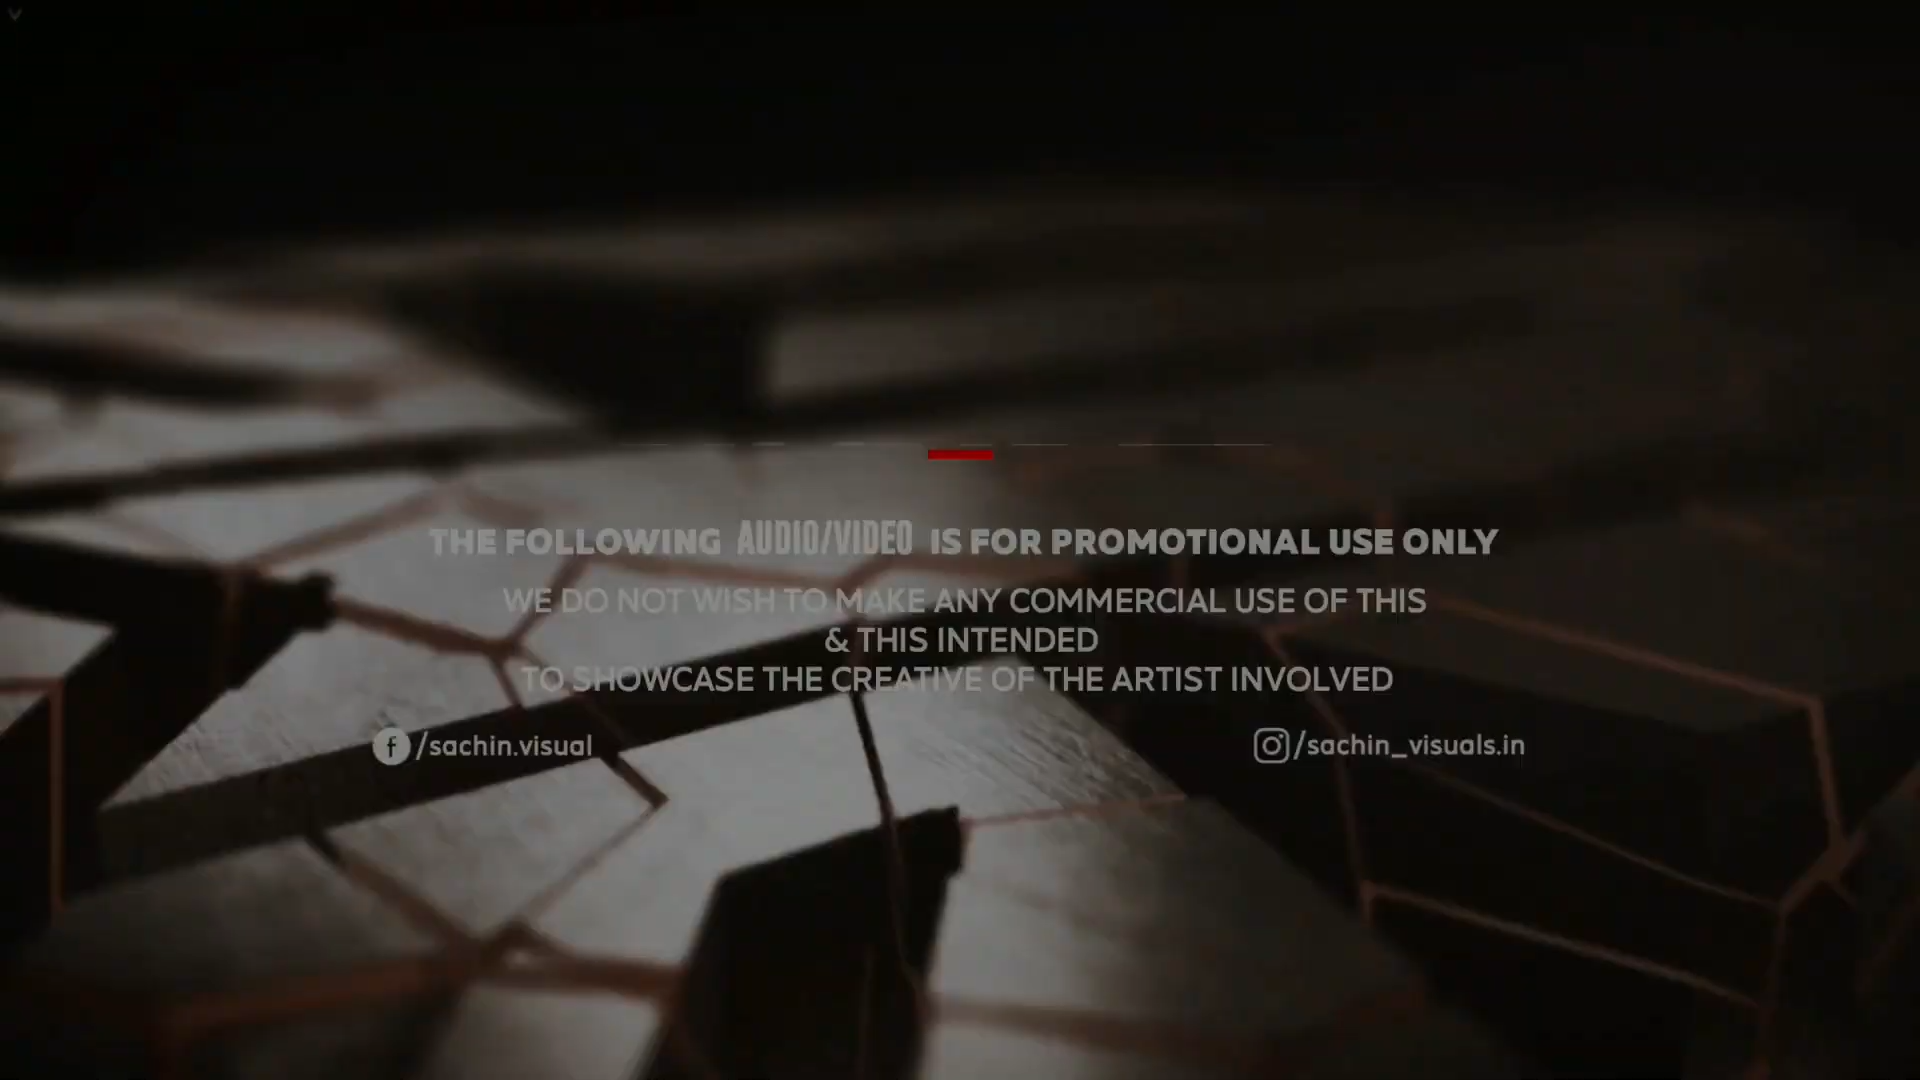 THE FOLLOWING AUDIO/VIDEO IS FOR PROMOTIONAL USE ONLY
WE DO NOT WISH TO MAKE ANY COMMERCIAL USE OF THIS
& THIS INTENDED
TO SHOWCASE THE CREATIVE OF THE ARTIST INVOLVED
/sachin.visual
/sachin_visuals.in